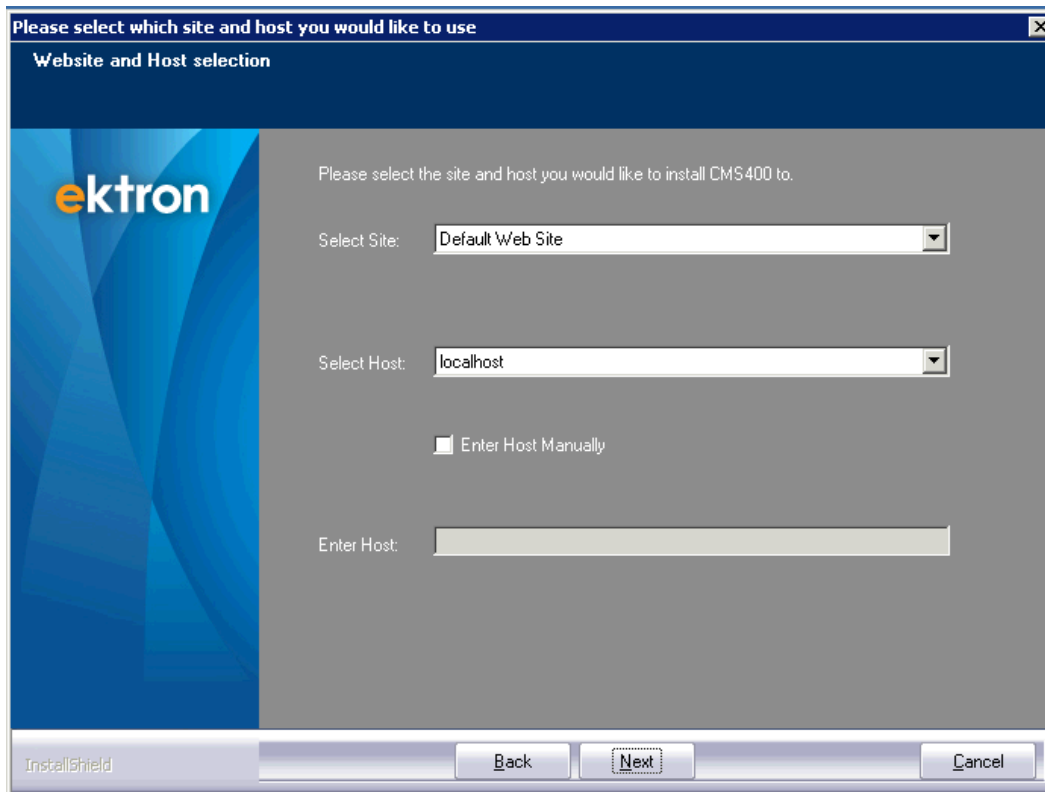 Please select which site and host you would like to use
Website and Host selection
ektron
Please select the site and host you would like to install CMS400 to.
Select Site: Default Web Site
Select Host: localhost
Enter Host Manually
Enter Host:
InstallShield
Back Next Cancel